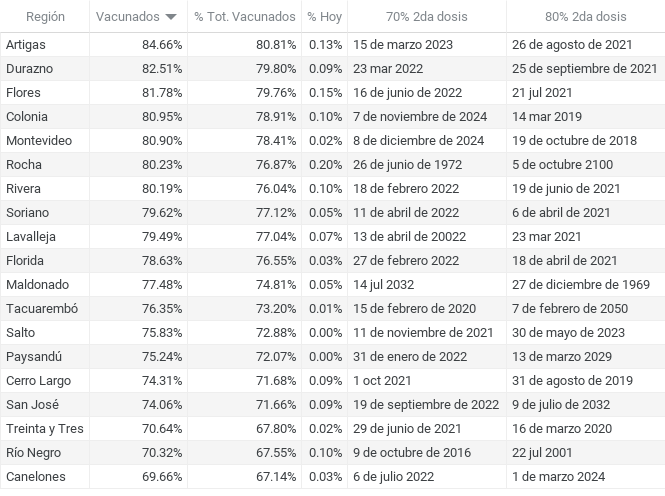 Región Vacunados % Tot. Vacunados % Hoy 70% 2da dosis 80% 2da dosis
Artigas 84.66% 80.81% 0.13% 15 de marzo 2023 26 de agosto de 2021
Durazno 82.51% 79.80% 0.09% 23 mar 2022 25 de septiembre de 2021
Flores 81.78% 79.76% 0.15% 16 de junio de 2022 21 jul 2021
Colonia 80.95% 78.91% 0.10% 7 de noviembre de 2024 14 mar 2019
Montevideo 80.90% 78.41% 0.02% 8 de diciembre de 2024 19 de octubre de 2018
Rocha 80.23% 76.87% 0.20% 26 de junio de 1972 5 de octubre 2100
Rivera 80.19% 76.04% 0.10% 18 de febrero 2022 19 de junio de 2021
Soriano 79.62% 77.12% 0.05% 11 de abril de 2022 6 de abril de 2021
Lavalleja 79.49% 77.04% 0.07% 13 de abril de 20022 23 mar 2021
Florida 78.63% 76.55% 0.03% 27 de febrero 2022 18 de abril de 2021
Maldonado 77.48% 74.81% 0.05% 14 jul 2032 27 de diciembre de 1969
Tacuarembó 76.35% 73.20% 0.01% 15 de febrero de 2020 7 de febrero de 2050
Salto 75.83% 72.88% 0.00% 11 de noviembre de 2021 30 de mayo de 2023
Paysandú 75.24% 72.07% 0.00% 31 de enero de 2022 13 de marzo 2029
Cerro Largo 74.31% 71.68% 0.09% 1 oct 2021 31 de agosto de 2019
San José 74.06% 71.66% 0.09% 19 de septiembre de 2022 9 de julio de 2032
Treinta y Tres 70.64% 67.80% 0.02% 29 de junio de 2021 16 de marzo 2020
Río Negro 70.32% 67.55% 0.10% 9 de octubre de 2016 22 jul 2001
Canelones 69.66% 67.14% 0.03% 6 de julio 2022 1 de marzo 2024